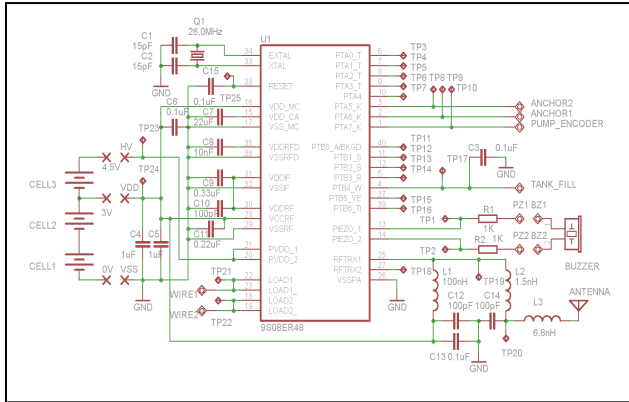 C1
15pF
C2
15pF
Q1
26.0MHz
U1
GND
C15
0.1uF
TP25
C6
0.1uF
C7
22uF
C8
10nF
C9
0.33uF
C10
100pF
C11
0.22uF
TP23
HV
4.5V
TP24
VDD
3V
0V
VSS
CELL3
CELL2
CELL1
C4
1uF
C5
1uF
GND
TP21
WIRE1
TP22
WIRE2
34 EXTAL
33 XTAL
38 RESET
16 VDD_MC
15 VDD_CA
17 VSS_MC
35 VDDRFD
36 VSSRFD
31 VDDIF
32 VSSIF
30 VDDRF
28 VCCRF
29 VSSRF
21 PVDD_1
20 PVDD_2
22 LOAD1
23 LOAD1_
18 LOAD2
19 LOAD2_
9S08ER48
PTA0_T 6
PTA1_T 7
PTA2_T 8
PTA3_T 9
PTA4 10
PTA5_K 3
PTA6_K 2
PTA7_K 1
PTB0_A/BKGD 40
PTB1_S 11
PTB2_S 12
PTB3_R 5
PTB4_W 4
PTB5_VE 37
PTB6_TI 39
PIEZO_1 13
PIEZO_2 14
RFTRX1 25
RFTRX2 27
VSSPA 26
TP3
TP4
TP5
TP6 TP8 TP9
TP7 TP10
ANCHOR2
ANCHOR1
PUMP_ENCODER
TP11
TP12
TP13
TP14
TP17
C3
0.1uF
GND
TANK_FILL
TP15
TP16
TP1
R1
1K
PZ1 BZ1
TP2
R2
1K
PZ2 BZ2
BUZZER
TP18
L1
100nH
TP19
L2
1.5nH
C12
100pF
C14
100pF
L3
6.8nH
ANTENNA
TP20
GND
C13 0.1uF
GND